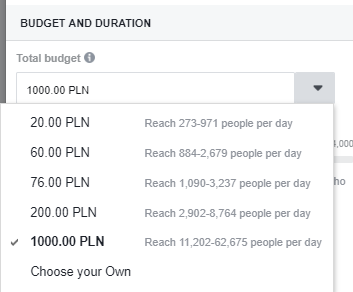 BUDGET AND DURATION
Total budget
1000.00 PLN
20.00 PLN Reach 273-971 people per day
60.00 PLN Reach 884-2,679 people per day
76.00 PLN Reach 1,090-3,237 people per day
200.00 PLN Reach 2,902-8,764 people per day
1000.00 PLN Reach 11,202-62,675 people per day
Choose your Own